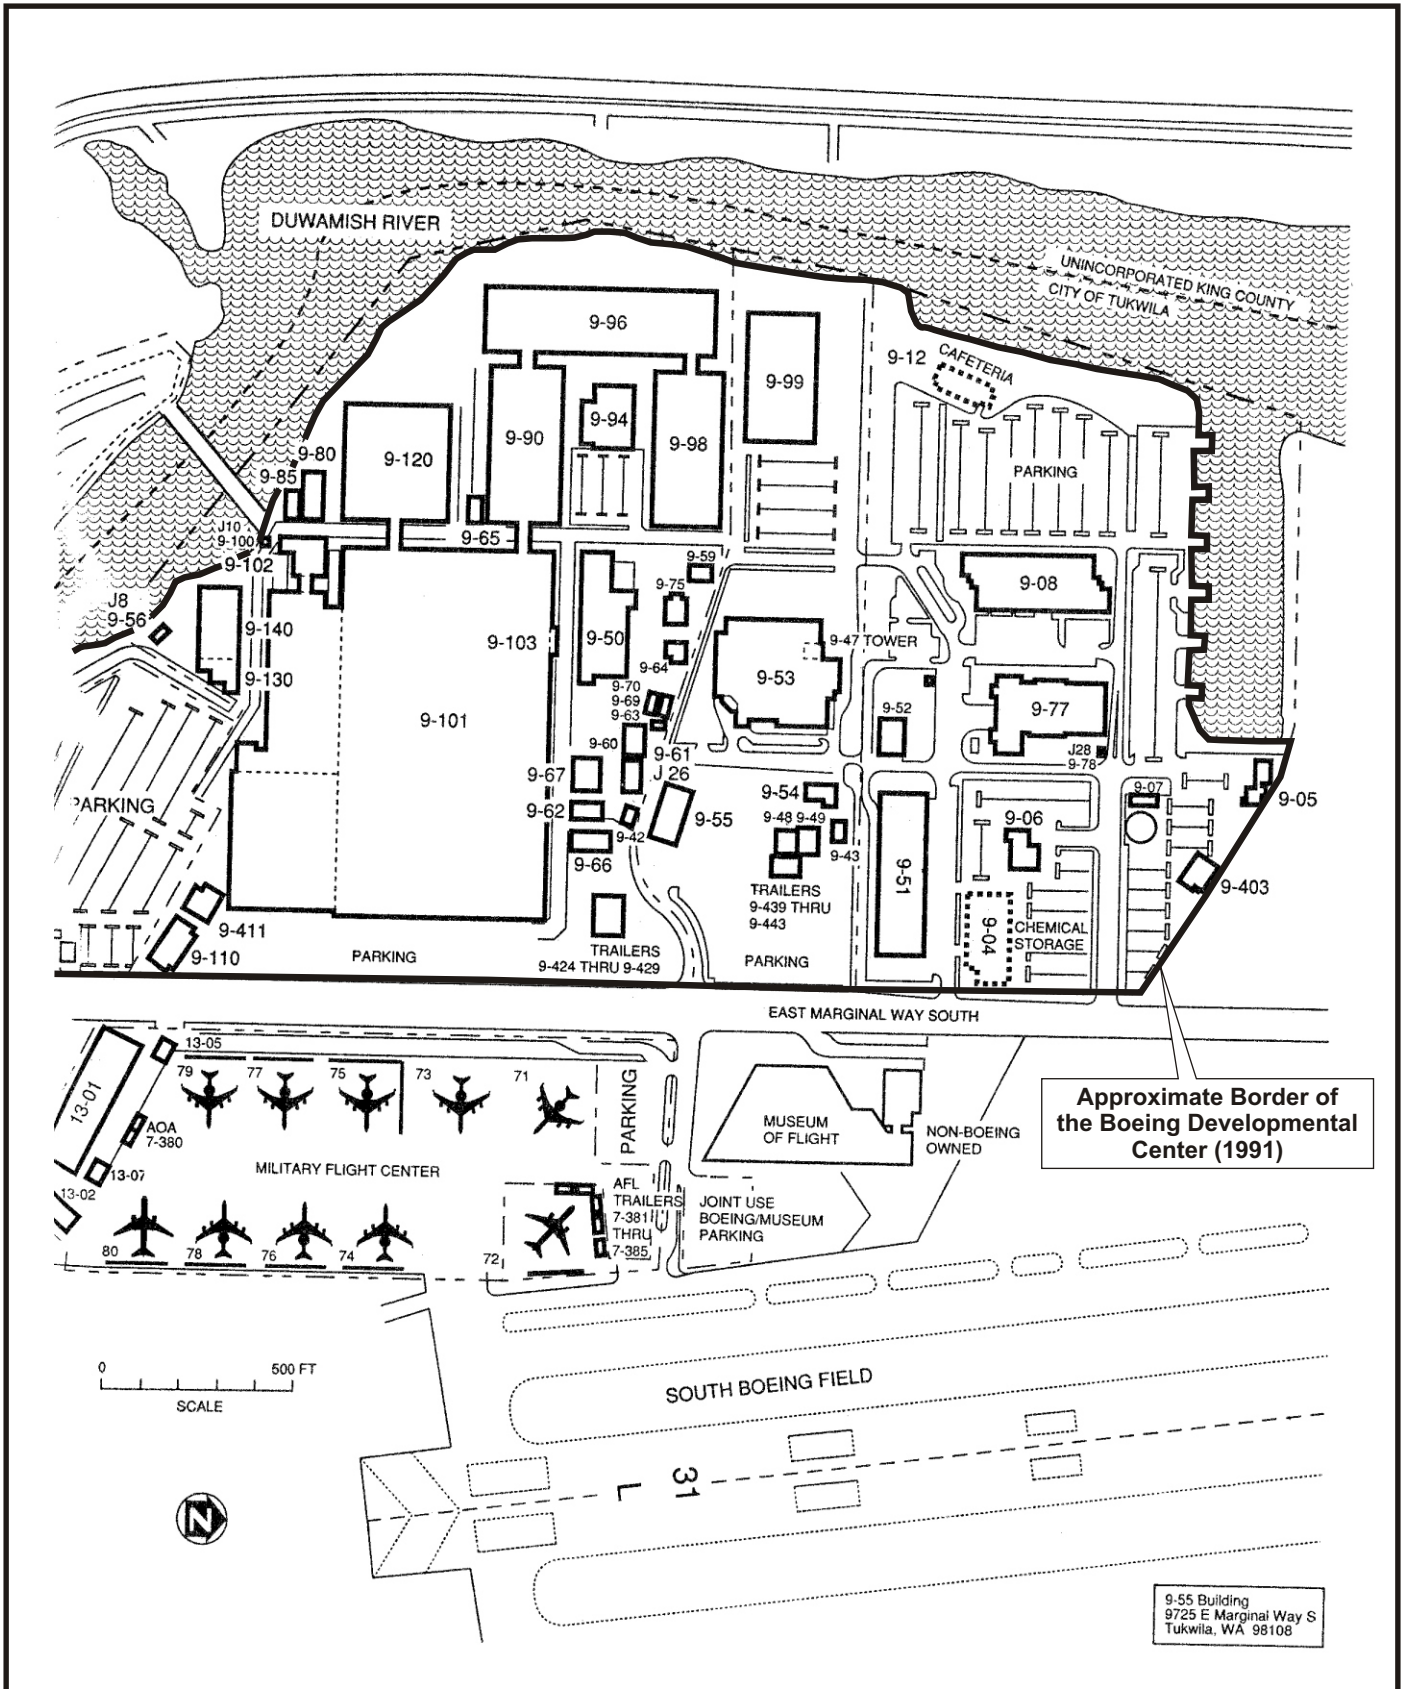 DUWAMISH RIVER
UNINCORPORATED KING COUNTY
CITY OF TUKWILA
9-96
9-99
9-12
CAFETERIA
9-94
9-90
9-98
9-120
9-80
9-85
PARKING
J10
9-100
9-65
9-102
9-59
9-75
9-08
J8
9-56
9-140
9-103
9-50
9-47 TOWER
9-64
9-130
9-53
9-70
9-69
9-63
9-52
9-77
9-101
9-60
9-61
J28
9-78
J 26
9-67
9-54
9-07
9-05
PARKING
9-62
9-42
9-55
9-48
9-49
9-06
9-66
9-43
9-51
9-403
TRAILERS
9-439 THRU
9-443
9-04
CHEMICAL
STORAGE
9-411
9-110
PARKING
TRAILERS
9-424 THRU 9-429
PARKING
EAST MARGINAL WAY SOUTH
13-05
79
77
75
73
71
13-01
PARKING
AOA
7-380
MUSEUM
OF FLIGHT
NON-BOEING
OWNED
Approximate Border of
the Boeing Developmental
Center (1991)
MILITARY FLIGHT CENTER
13-07
13-02
AFL
TRAILERS
7-381
THRU
7-385
JOINT USE
BOEING/MUSEUM
PARKING
80
78
76
74
72
0
500 FT
SCALE
SOUTH BOEING FIELD
31
L
N
9-55 Building
9725 E Marginal Way S
Tukwila, WA 98108